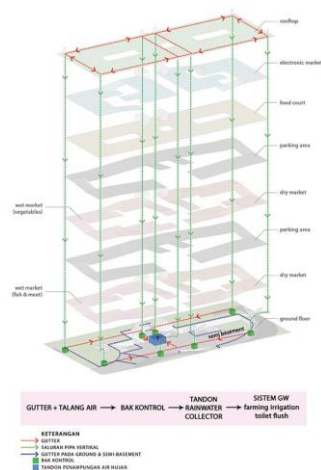 rooftop
electronic market
food court
parking area
dry market
wet market
(vegetables)
parking area
dry market
wet market
(fish & meat)
ground floor
semi basement
GUTTER + TALANG AIR → BAK KONTROL → TANDON RAINWATER COLLECTOR → SISTEM GW farming irrigation toilet flush
KETERANGAN
GUTTER
SALURAN PIPA VERTIKAL
GUTTER PADA GROUND & SEMI-BASEMENT
BAK KONTROL
TANDON PENAMPUNGAN AIR HUJAN